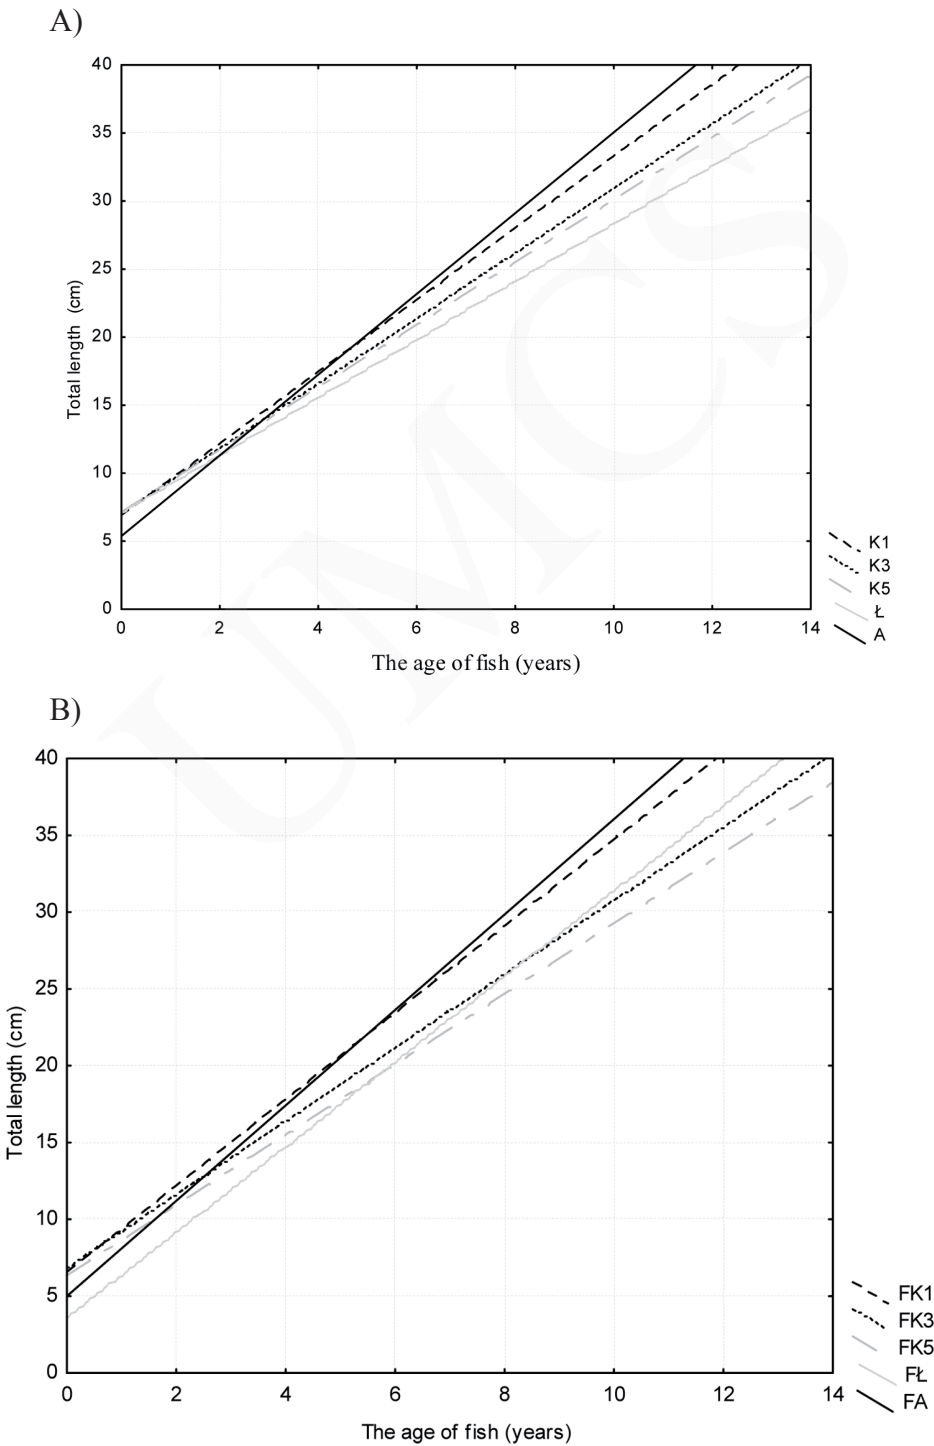 A)
40
35
30
25
20
15
10
5
0
Total length (cm)
0 2 4 6 8 10 12 14
The age of fish (years)
K1
K3
K5
Ł
A
B)
40
35
30
25
20
15
10
5
0
Total length (cm)
0 2 4 6 8 10 12 14
The age of fish (years)
FK1
FK3
FK5
FŁ
FA
UMCS